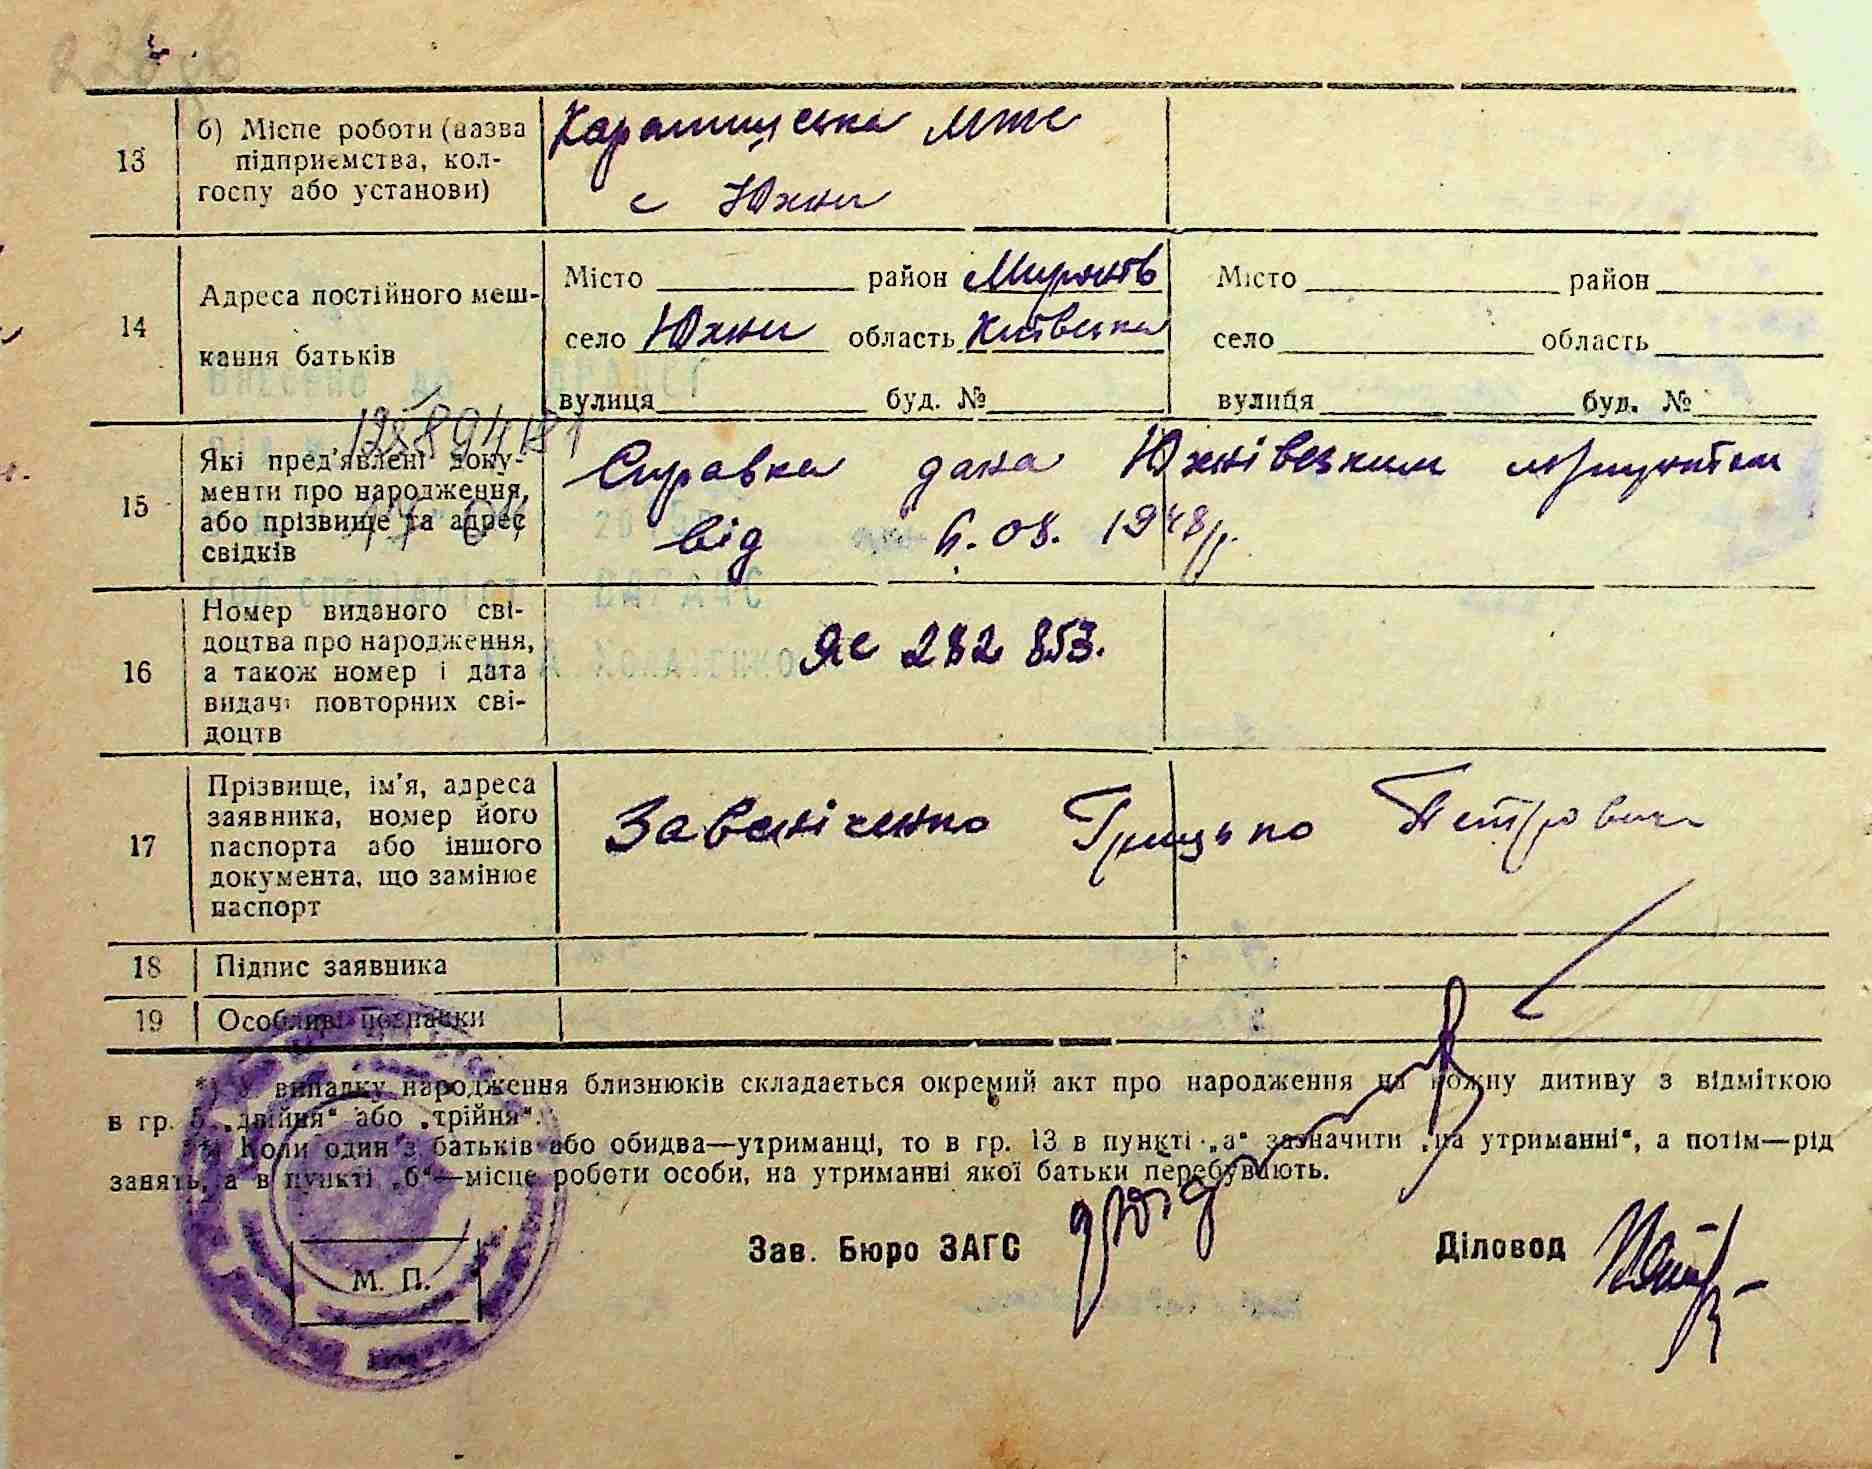 13
б) Місце роботи (назва
підприємства, кол-
госпу або установи)
Карапишська мтс
с Юхни
14
Адреса постійного меш-
кання батьків
Місто район Миронів
село Юхни область Київська
вулиця буд. №
Місто район
село область
вулиця буд. №
15
Які пред'явлені доку-
менти про народження,
або прізвище та адрес
свідків
Справка дана Юхнівським
від 6.08.1948 р.
16
Номер виданого сві-
доцтва про народження,
а також номер і дата
видачі повторних сві-
доцтв
ЯС 282 853.
17
Прізвище, ім'я, адреса
заявника, номер його
паспорта або іншого
документа, що замінює
паспорт
Грицько Петрович
18
Підпис заявника
19
Особливі познаки
*) У випадку народження близнюків складається окремий акт про народження на кожну дитину з відміткою
в гр. 5 „двійня“ або „трійня“.
**) Коли один з батьків або обидва—утриманці, то в гр. 13 в пункті „а“ зазначити „на утриманні“, а потім—рід
занять, а в пункті „б“—місце роботи особи, на утриманні якої батьки перебувають.
Зав. Бюро ЗАГС
Діловод
М. П.